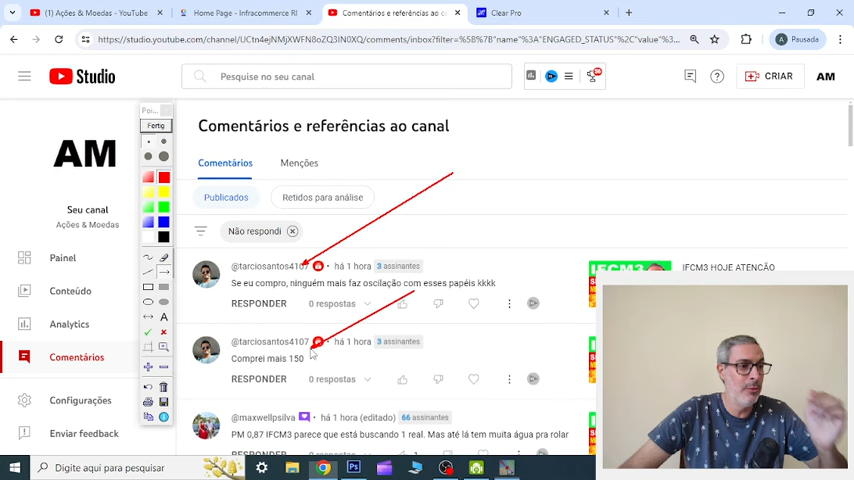 (1) Ações & Moedas - YouTube
Home Page - Infracommerce RI
Comentários e referências ao ca
Clear Pro
https://studio.youtube.com/channel/UCtn4ejNMjXWFN8oZQ3IN0XQ/comments/inbox?filter=%5B%7B"name"%3A"ENGAGED_STATUS"%2C"value"%...
A
Pausada
Studio
Pesquise no seu canal
CRIAR
AM
Fertig
AM
Seu canal
Ações & Moedas
Painel
Conteúdo
Analytics
Comentários
Configurações
Enviar feedback
Comentários e referências ao canal
Comentários
Menções
Publicados
Retidos para análise
Não respondi
@tarciosantos4107 • há 1 hora 3 assinantes
Se eu compro, ninguém mais faz oscilação com esses papéis kkkk
RESPONDER 0 respostas
IFCM3 HOJE ATENÇÃO
@tarciosantos4107 há 1 hora 3 assinantes
Comprei mais 150
RESPONDER 0 respostas
@maxwellpsilva • há 1 hora (editado) 66 assinantes
PM 0,87 IFCM3 parece que está buscando 1 real. Mas até lá tem muita água pra rolar
Digite aqui para pesquisar